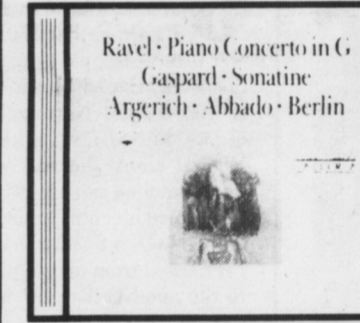 Ravel · Piano Concerto in G
Gaspard · Sonatine
Argerich · Abbado · Berlin